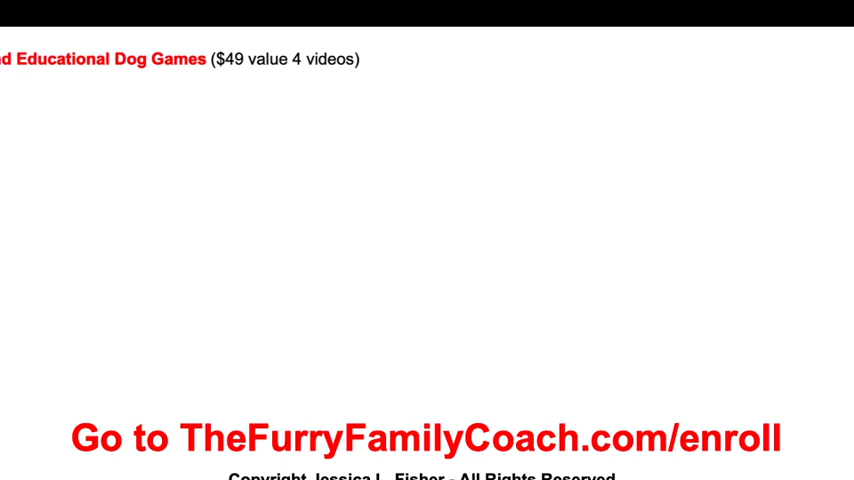 Educational Dog Games ($49 value 4 videos)
Go to TheFurryFamilyCoach.com/enroll
Copyright Jessica L. Fisher - All Rights Reserved